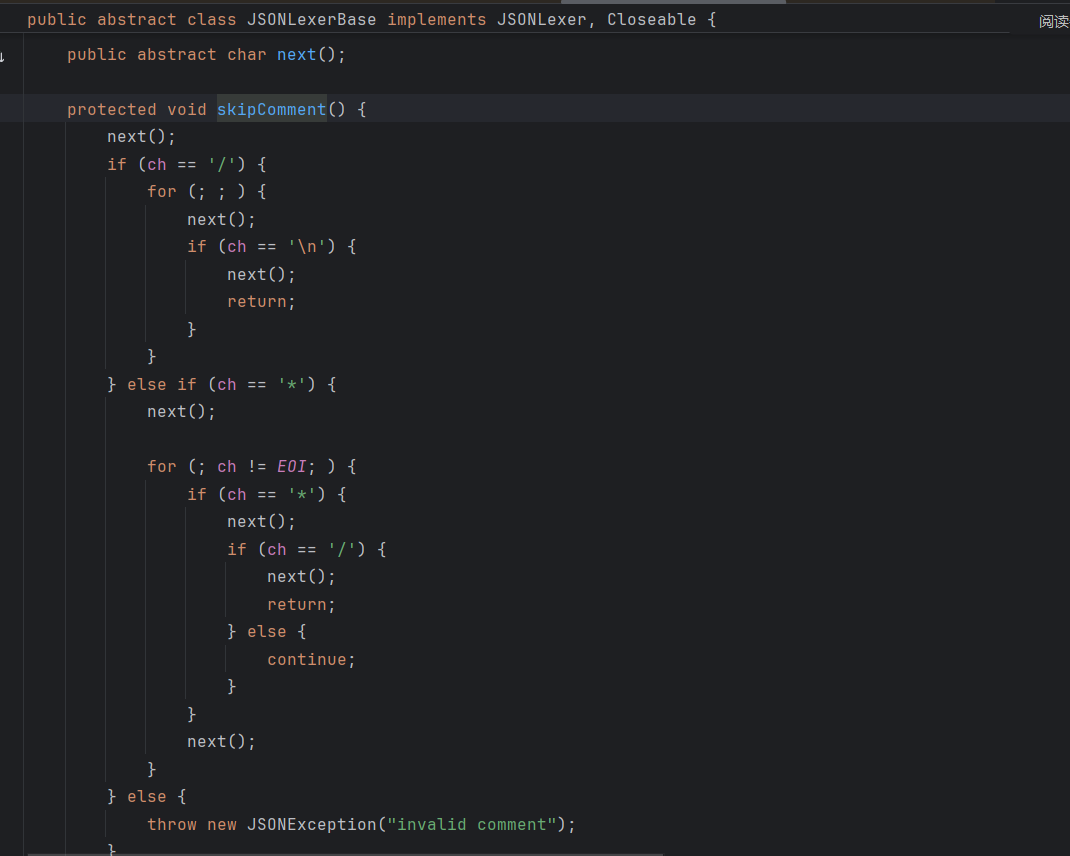 public abstract class JSONLexerBase implements JSONLexer, Closeable {
阅读
    public abstract char next();

    protected void skipComment() {
        next();
        if (ch == '/') {
            for (; ; ) {
                next();
                if (ch == '\n') {
                    next();
                    return;
                }
            }
        } else if (ch == '*') {
            next();

            for (; ch != EOI; ) {
                if (ch == '*') {
                    next();
                    if (ch == '/') {
                        next();
                        return;
                    } else {
                        continue;
                    }
                }
                next();
            }
        } else {
            throw new JSONException("invalid comment");
        }